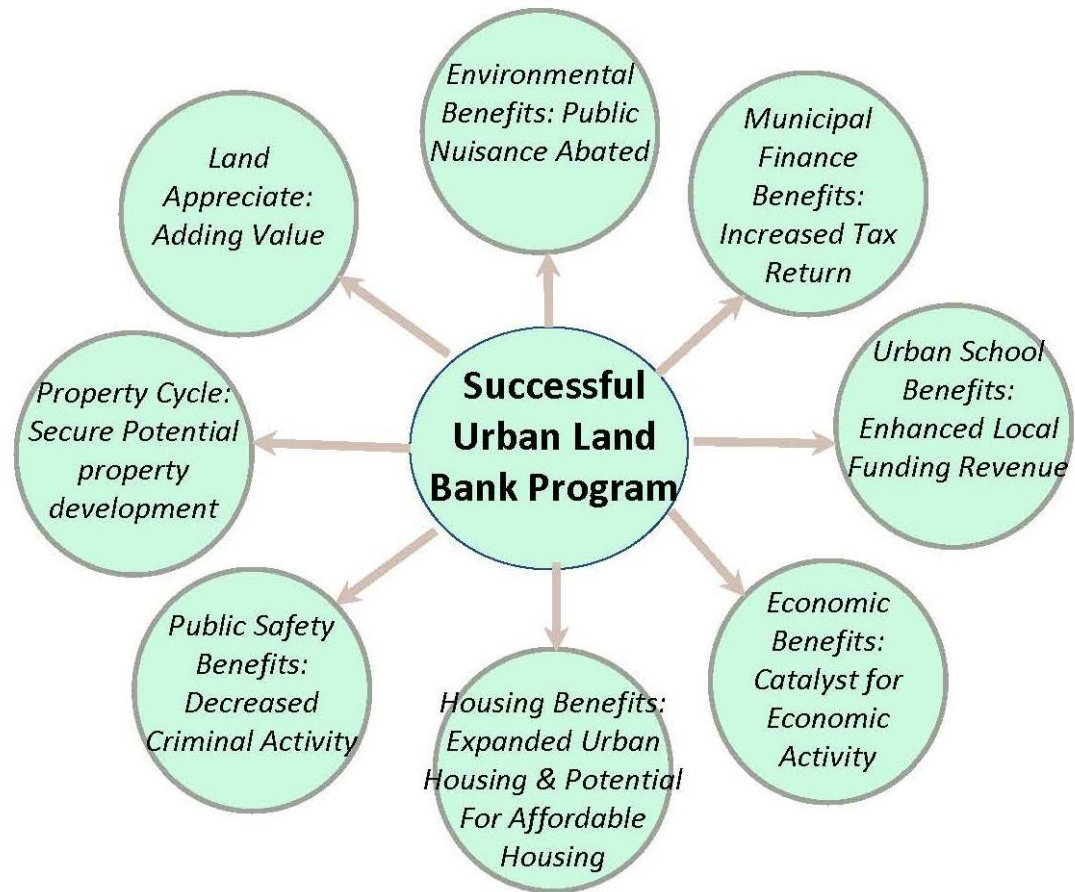 Environmental
Benefits: Public
Nuisance Abated
Municipal
Finance
Benefits:
Increased Tax
Return
Land
Appreciate:
Adding Value
Urban School
Benefits:
Enhanced Local
Funding Revenue
Successful
Urban Land
Bank Program
Property Cycle:
Secure Potential
property
development
Economic
Benefits:
Catalyst for
Economic
Activity
Public Safety
Benefits:
Decreased
Criminal Activity
Housing Benefits:
Expanded Urban
Housing & Potential
For Affordable
Housing